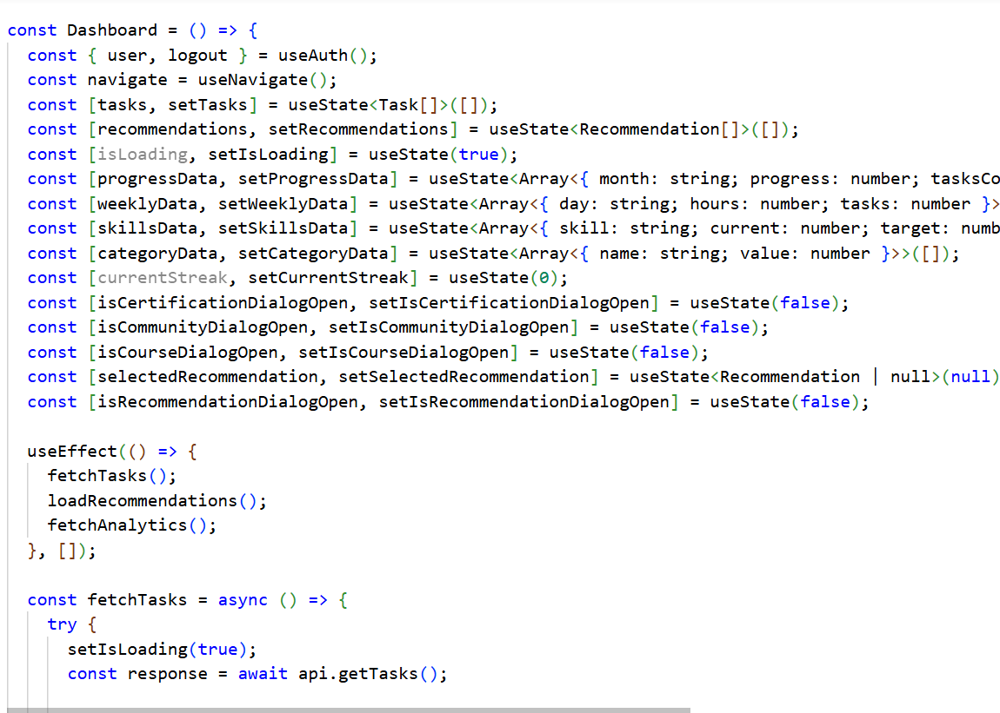 const Dashboard = () => {
  const { user, logout } = useAuth();
  const navigate = useNavigate();
  const [tasks, setTasks] = useState<Task[]>([]);
  const [recommendations, setRecommendations] = useState<Recommendation[]>([]);
  const [isLoading, setIsLoading] = useState(true);
  const [progressData, setProgressData] = useState<Array<{ month: string; progress: number; tasksCo
  const [weeklyData, setWeeklyData] = useState<Array<{ day: string; hours: number; tasks: number }>
  const [skillsData, setSkillsData] = useState<Array<{ skill: string; current: number; target: numb
  const [categoryData, setCategoryData] = useState<Array<{ name: string; value: number }>>([]);
  const [currentStreak, setCurrentStreak] = useState(0);
  const [isCertificationDialogOpen, setIsCertificationDialogOpen] = useState(false);
  const [isCommunityDialogOpen, setIsCommunityDialogOpen] = useState(false);
  const [isCourseDialogOpen, setIsCourseDialogOpen] = useState(false);
  const [selectedRecommendation, setSelectedRecommendation] = useState<Recommendation | null>(null)
  const [isRecommendationDialogOpen, setIsRecommendationDialogOpen] = useState(false);

  useEffect(() => {
    fetchTasks();
    loadRecommendations();
    fetchAnalytics();
  }, []);

  const fetchTasks = async () => {
    try {
      setIsLoading(true);
      const response = await api.getTasks();